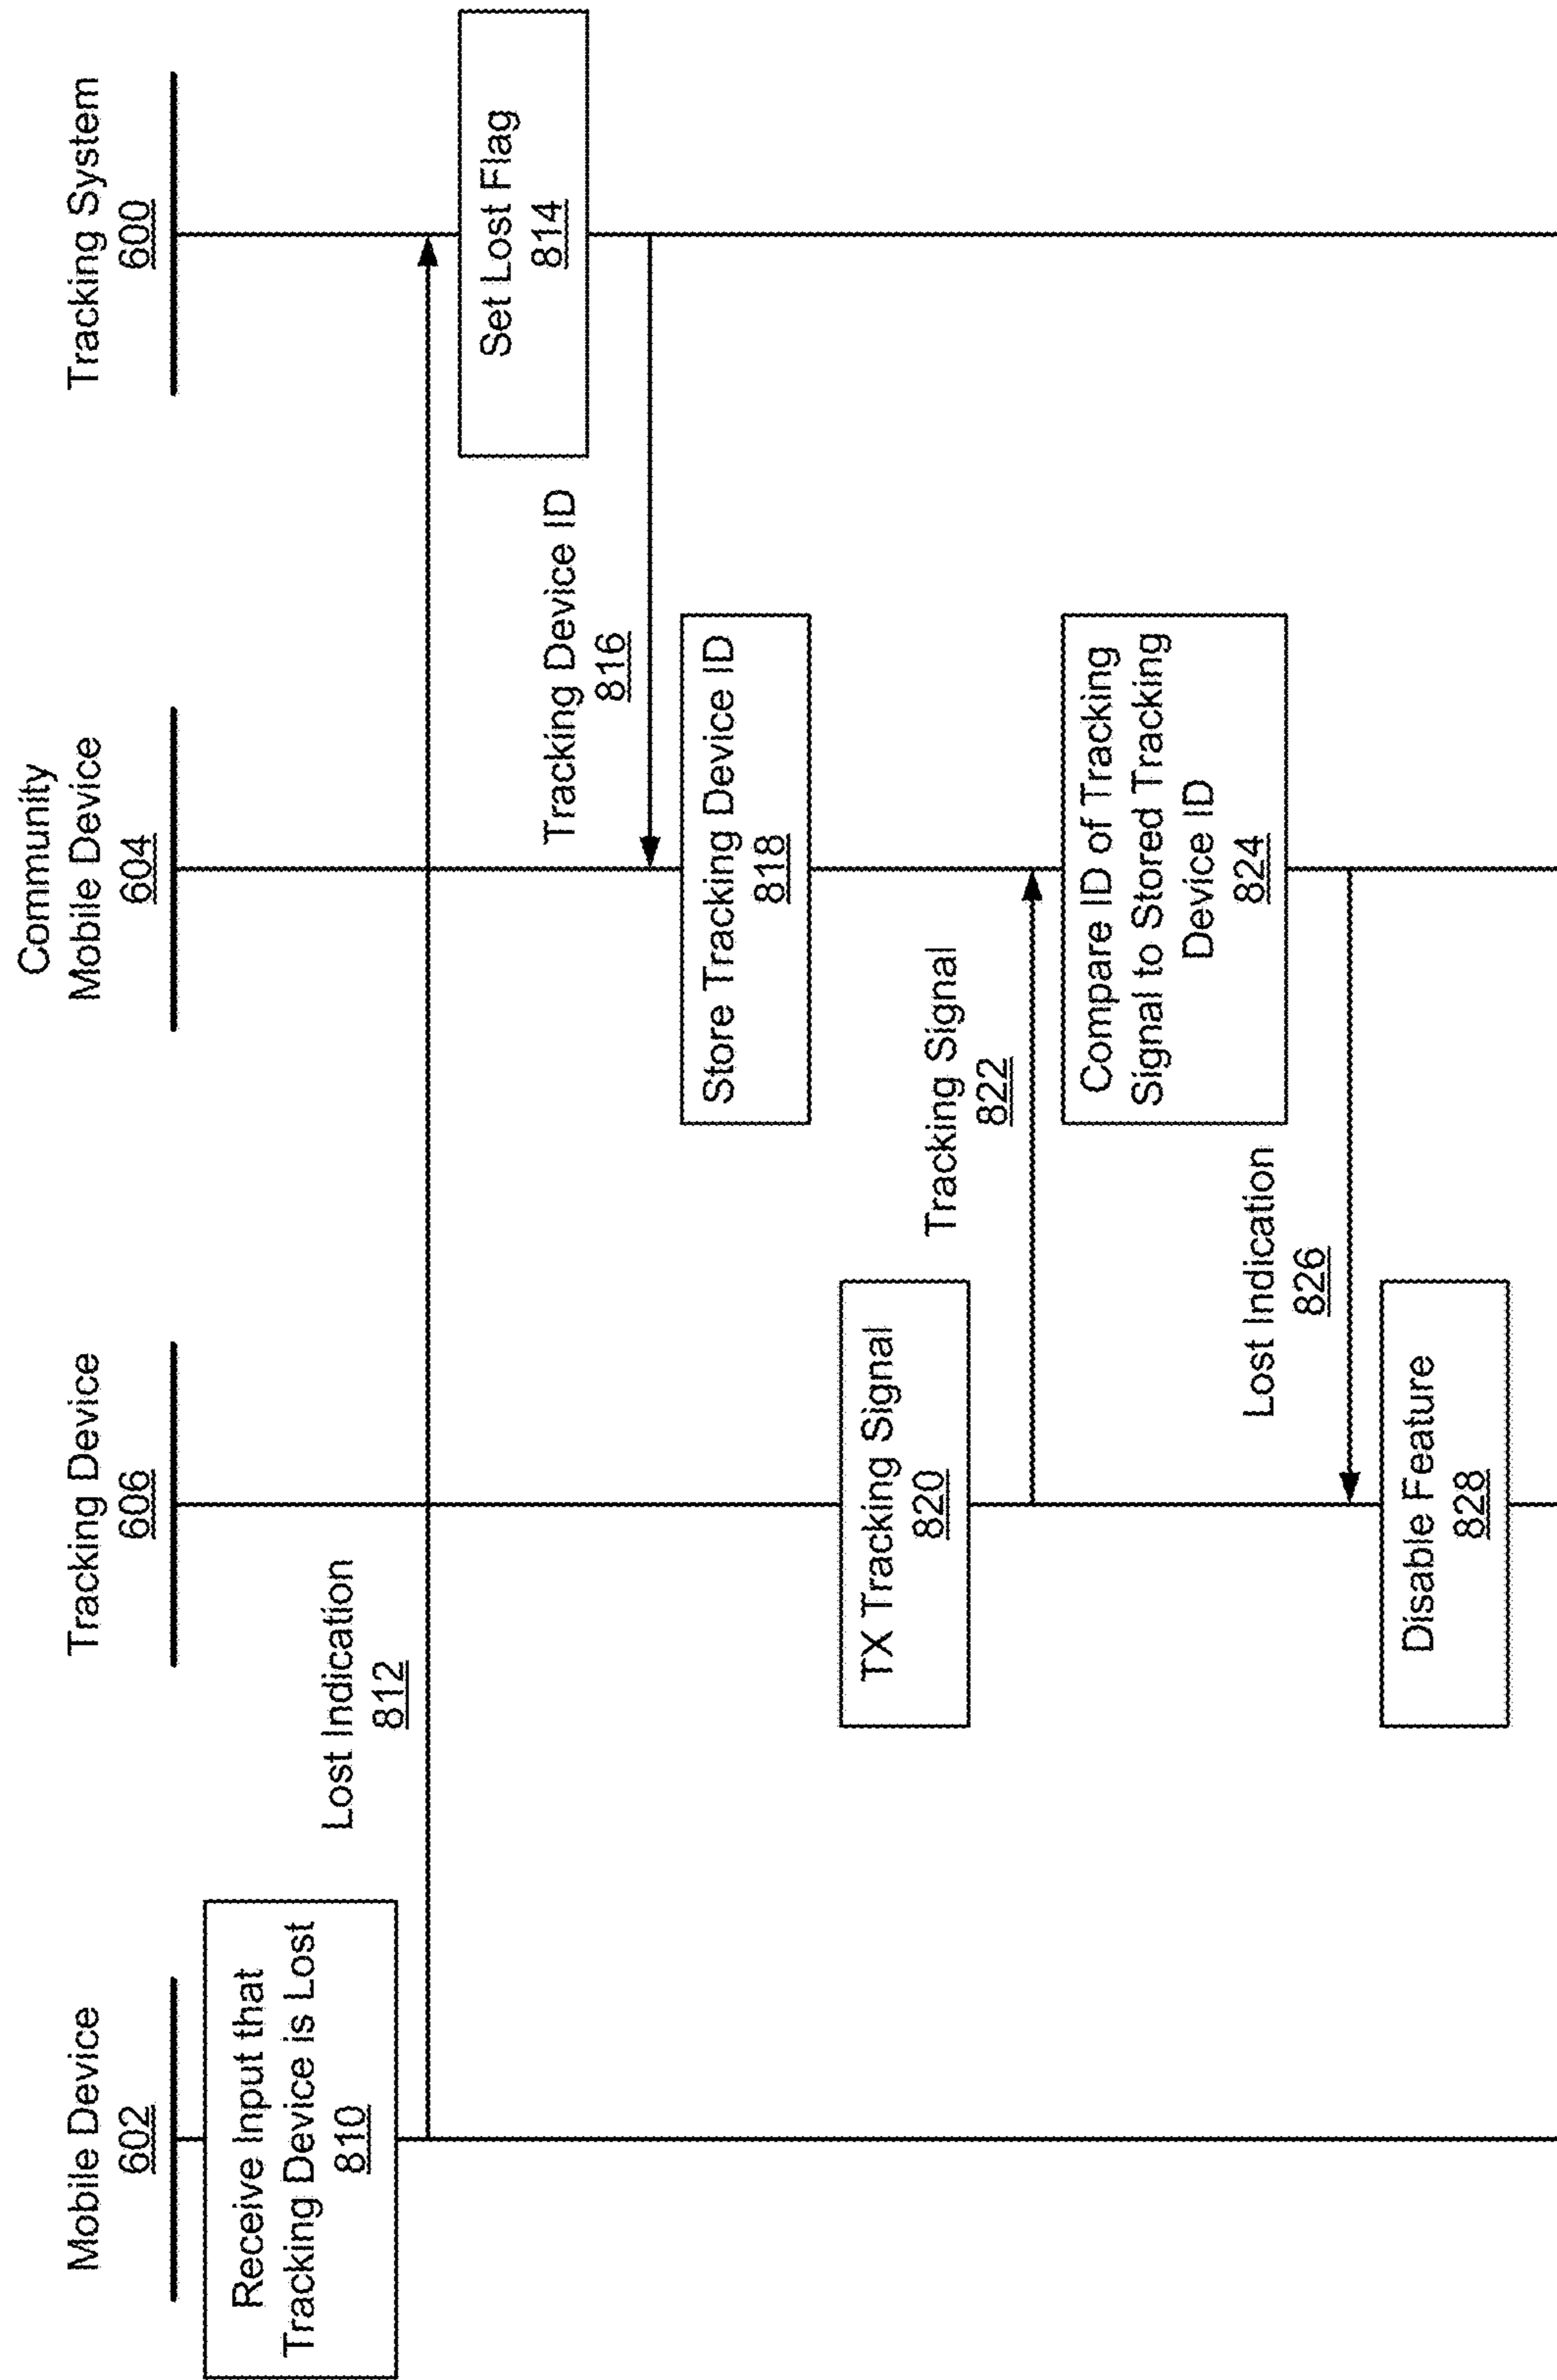 Mobile Device
602
Tracking Device
606
Community
Mobile Device
604
Tracking System
600
Receive Input that
Tracking Device is Lost
810
Lost Indication
812
Set Lost Flag
814
Tracking Device ID
816
Store Tracking Device ID
818
TX Tracking Signal
820
Tracking Signal
822
Compare ID of Tracking
Signal to Stored Tracking
Device ID
824
Lost Indication
826
Disable Feature
828